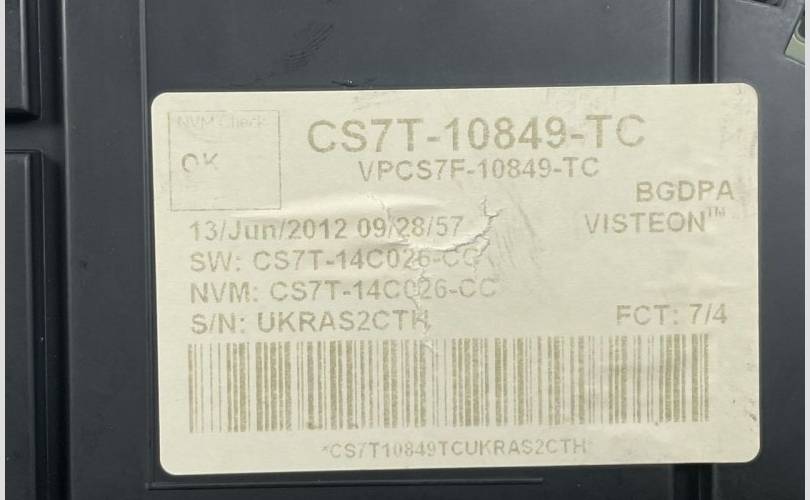 NVM Check
OK
CS7T-10849-TC
VPCS7F-10849-TC
BGDPA
VISTEON™
13/Jun/2012 09/28/57
SW: CS7T-14C026-CC
NVM: CS7T-14C026-CC
S/N: UKRAS2CTH
FCT: 7/4
*CS7T10849TCUKRAS2CTH